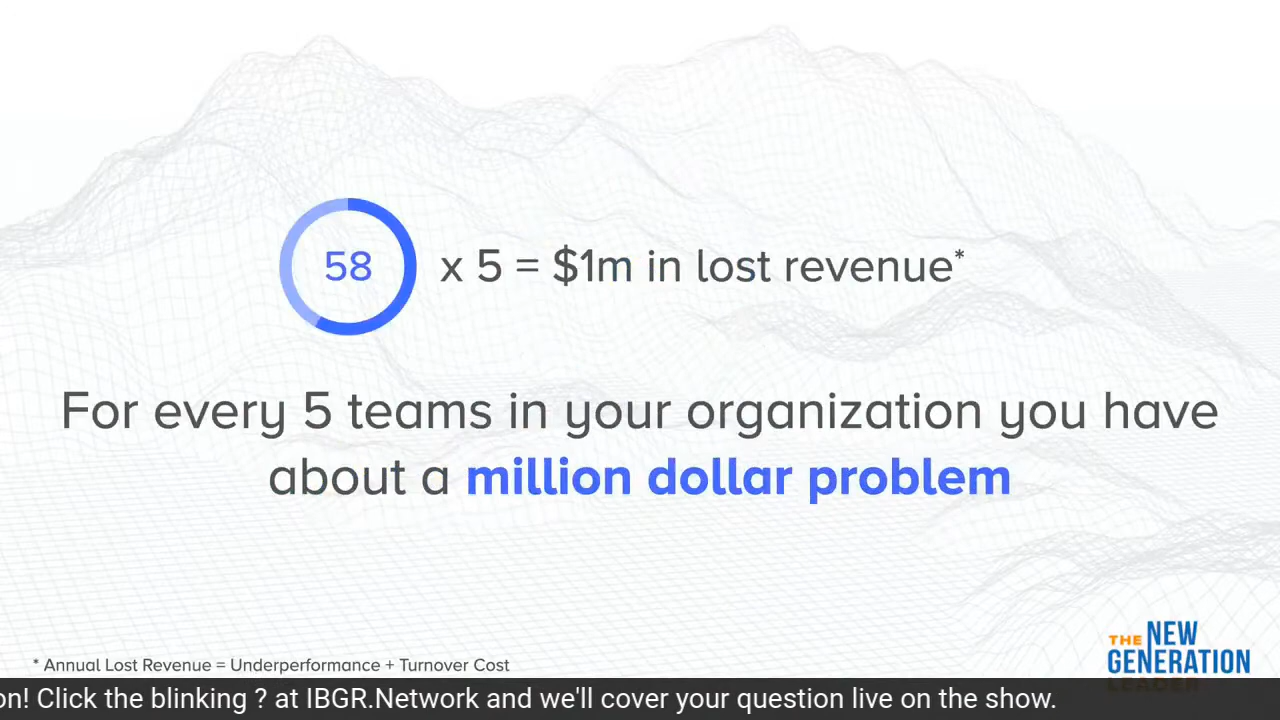 58 x 5 = $1m in lost revenue*
For every 5 teams in your organization you have
about a million dollar problem
* Annual Lost Revenue = Underperformance + Turnover Cost
THE NEW
GENERATION
LEADER
on! Click the blinking ? at IBGR.Network and we'll cover your question live on the show.